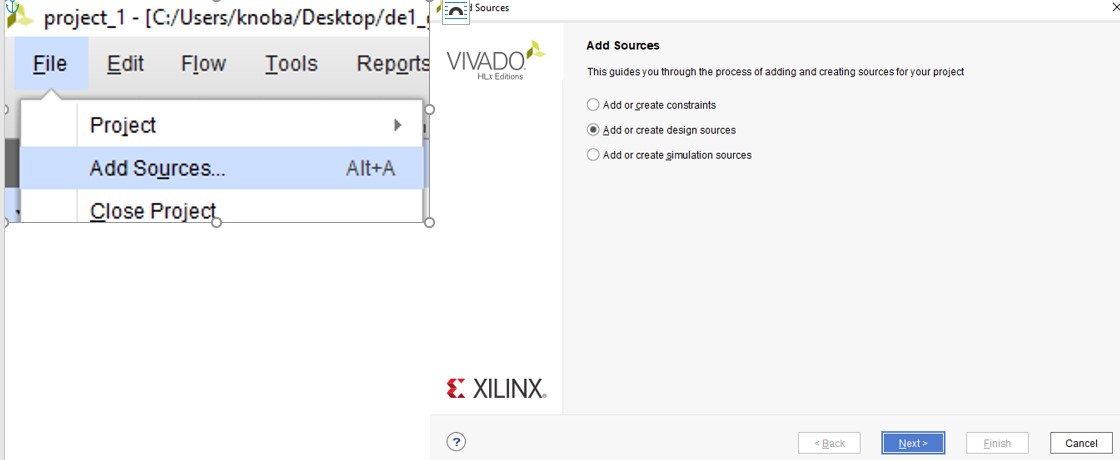 project_1 - [C:/Users/knoba/Desktop/de1_
File Edit Flow Tools Reports
Project
Add Sources... Alt+A
Close Project
Sources
VIVADO
HLx Editions
Add Sources
This guides you through the process of adding and creating sources for your project
Add or create constraints
Add or create design sources
Add or create simulation sources
XILINX
?
< Back
Next >
Finish
Cancel